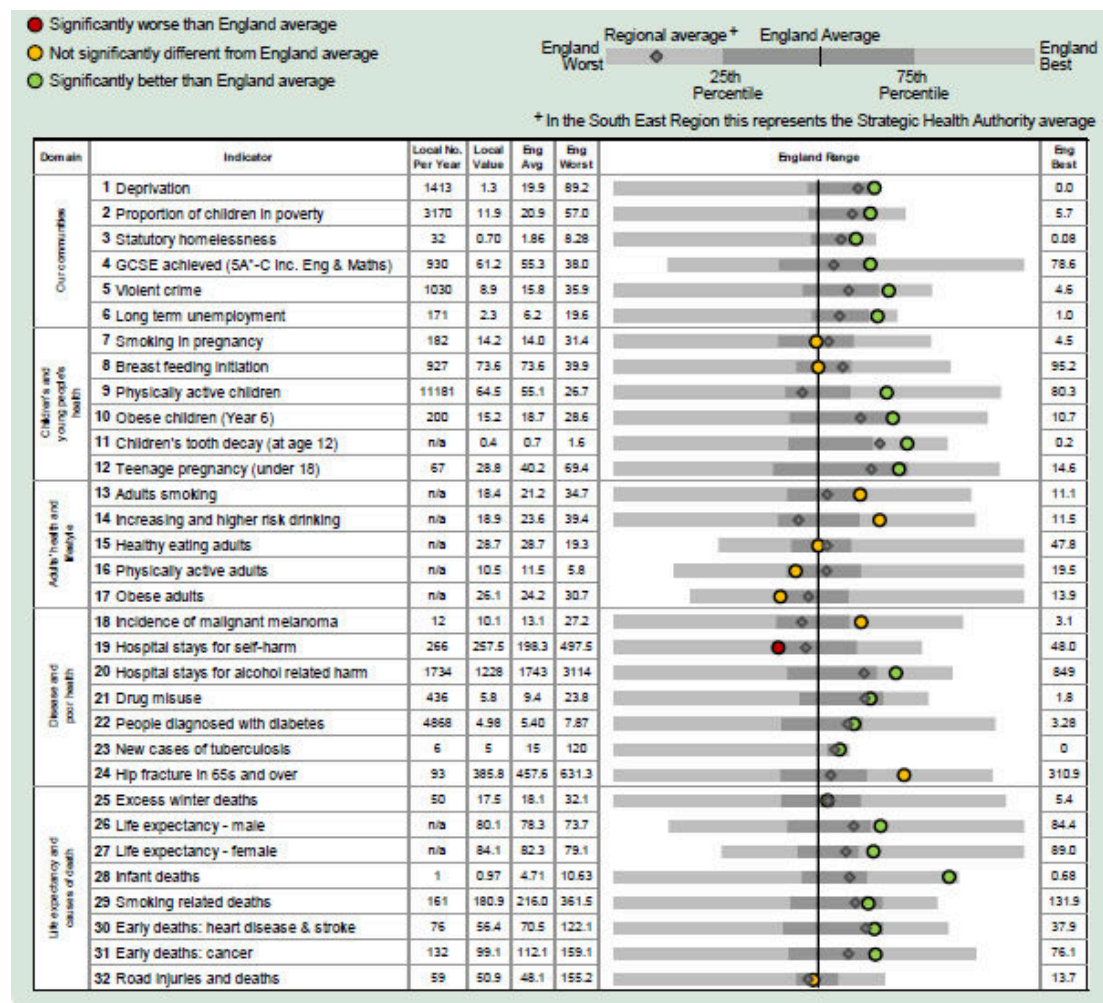 Significantly worse than England average
Not significantly different from England average
Significantly better than England average
Regional average + England Average
England Worst
England Best
25th Percentile
75th Percentile
+ In the South East Region this represents the Strategic Health Authority average
Domain Indicator Local No. Per Year Local Value Eng Avg Eng Worst England Range Eng Best
Our communities
1 Deprivation 1413 1.3 19.9 89.2 0.0
2 Proportion of children in poverty 3170 11.9 20.9 57.0 5.7
3 Statutory homelessness 32 0.70 1.86 8.28 0.08
4 GCSE achieved (5A*-C inc. Eng & Maths) 930 61.2 55.3 38.0 78.6
5 Violent crime 1030 8.9 15.8 35.9 4.6
6 Long term unemployment 171 2.3 6.2 19.6 1.0
Children's and young people's health
7 Smoking in pregnancy 182 14.2 14.0 31.4 4.5
8 Breast feeding initiation 927 73.6 73.6 39.9 95.2
9 Physically active children 11181 64.5 55.1 26.7 80.3
10 Obese children (Year 6) 200 15.2 18.7 28.6 10.7
11 Children's tooth decay (at age 12) n/a 0.4 0.7 1.6 0.2
12 Teenage pregnancy (under 18) 67 28.8 40.2 69.4 14.6
Adults' health and lifestyle
13 Adults smoking n/a 18.4 21.2 34.7 11.1
14 Increasing and higher risk drinking n/a 18.9 23.6 39.4 11.5
15 Healthy eating adults n/a 28.7 28.7 19.3 47.8
16 Physically active adults n/a 10.5 11.5 5.8 19.5
17 Obese adults n/a 26.1 24.2 30.7 13.9
Disease and poor health
18 Incidence of malignant melanoma 12 10.1 13.1 27.2 3.1
19 Hospital stays for self-harm 266 257.5 198.3 497.5 48.0
20 Hospital stays for alcohol related harm 1734 1228 1743 3114 849
21 Drug misuse 436 5.8 9.4 23.8 1.8
22 People diagnosed with diabetes 4868 4.98 5.40 7.87 3.28
23 New cases of tuberculosis 6 5 15 120 0
24 Hip fracture in 65s and over 93 385.8 457.6 631.3 310.9
Life expectancy and causes of death
25 Excess winter deaths 50 17.5 18.1 32.1 5.4
26 Life expectancy - male n/a 80.1 78.3 73.7 84.4
27 Life expectancy - female n/a 84.1 82.3 79.1 89.0
28 Infant deaths 1 0.97 4.71 10.63 0.68
29 Smoking related deaths 161 180.9 216.0 361.5 131.9
30 Early deaths: heart disease & stroke 76 56.4 70.5 122.1 37.9
31 Early deaths: cancer 132 99.1 112.1 159.1 76.1
32 Road injuries and deaths 59 50.9 48.1 155.2 13.7